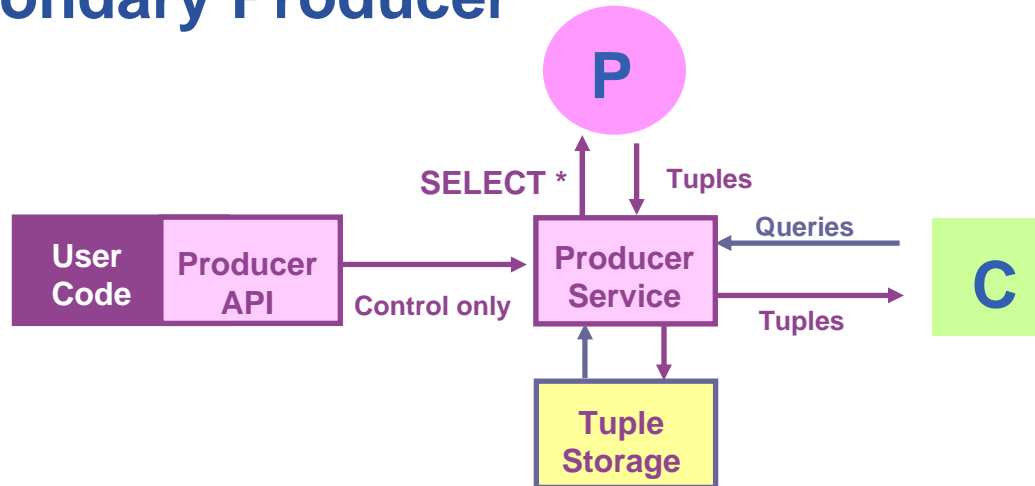 ondary Producer
P
SELECT *
Tuples
Queries
User
Code
Producer
API
Control only
Producer
Service
Tuples
C
Tuple
Storage